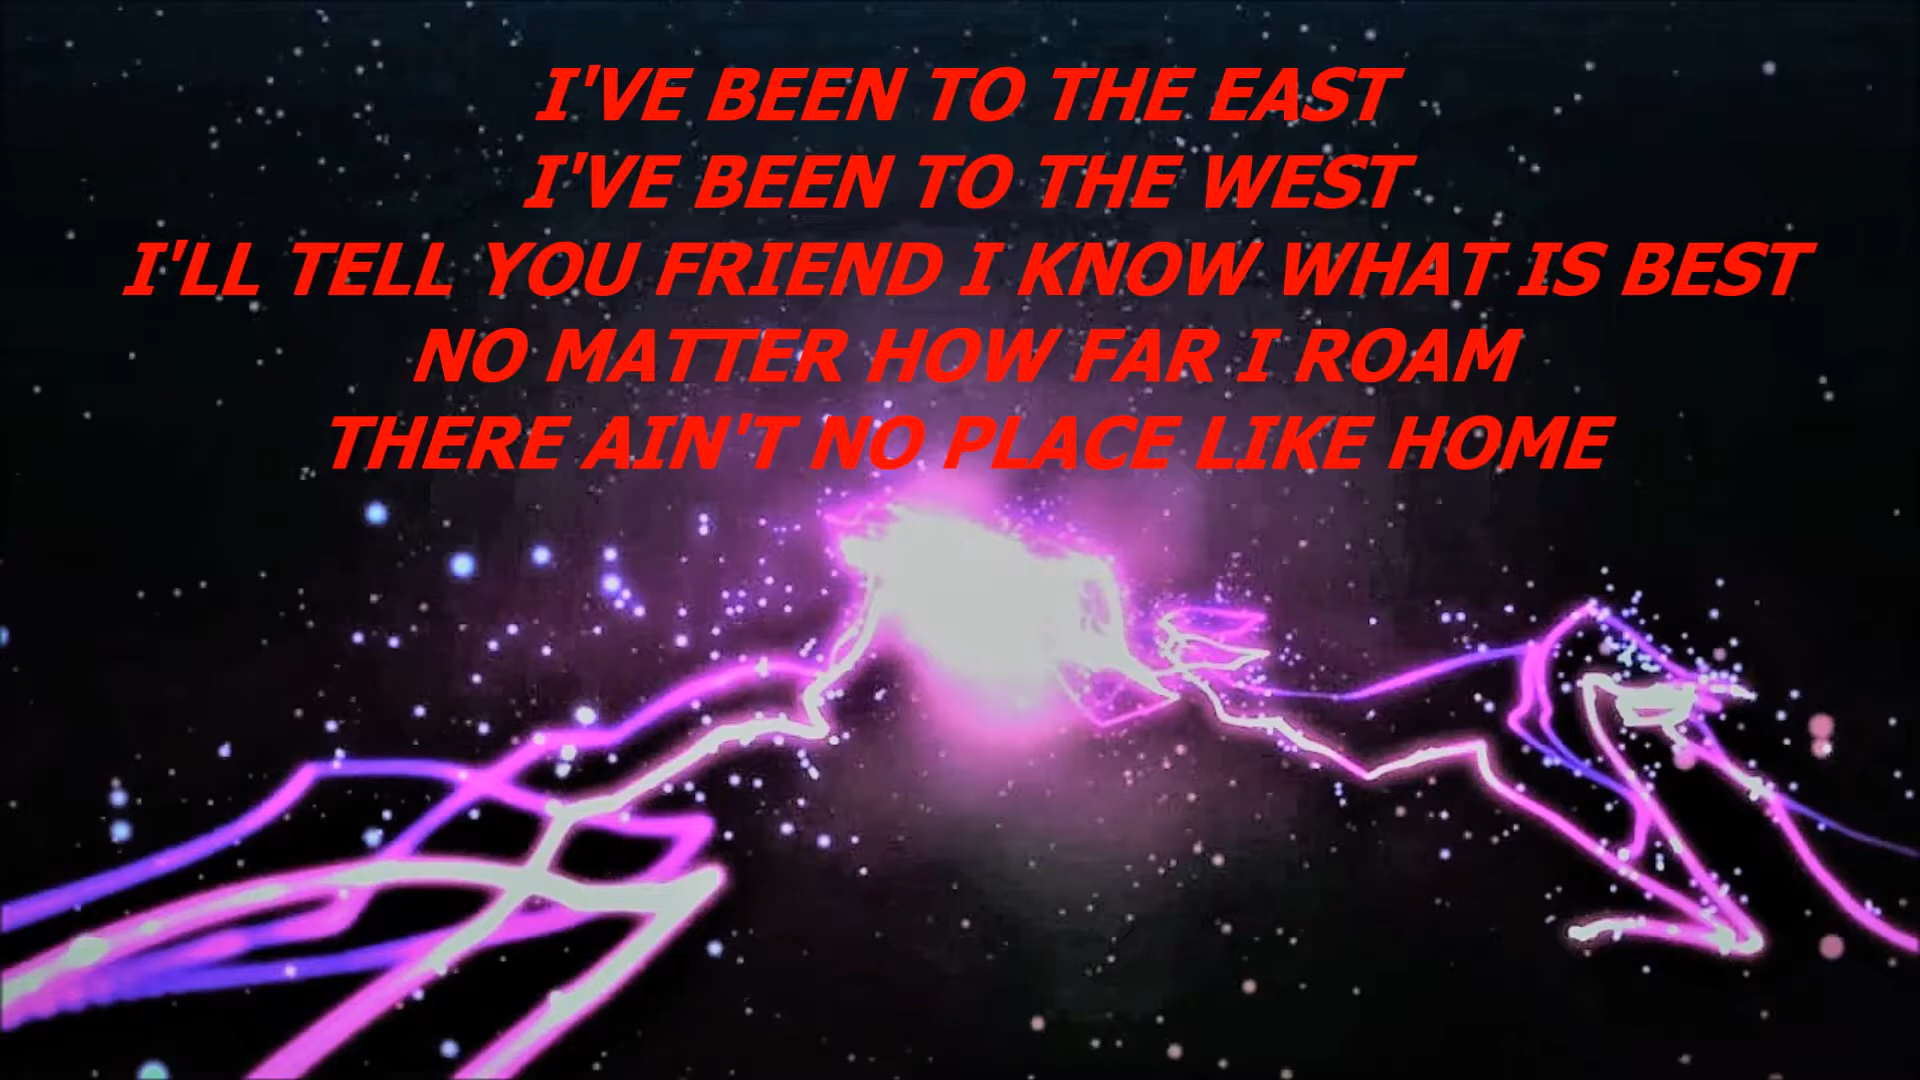 I'VE BEEN TO THE EAST
I'VE BEEN TO THE WEST
I'LL TELL YOU FRIEND I KNOW WHAT IS BEST
NO MATTER HOW FAR I ROAM
THERE AIN'T NO PLACE LIKE HOME